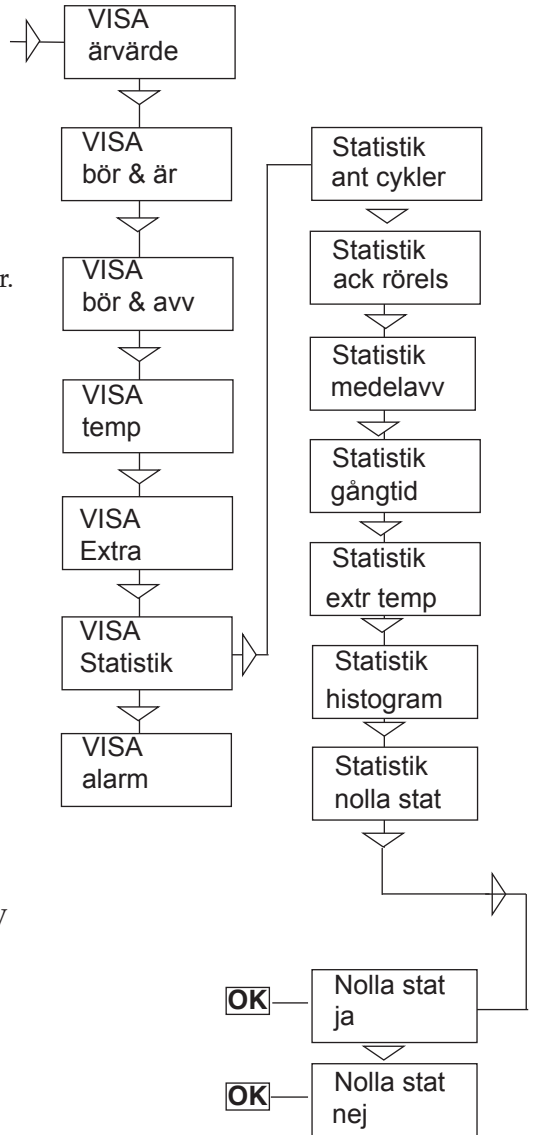 VISA
ärvärde
VISA
bör & är
r.
VISA
bör & avv
VISA
temp
VISA
Extra
VISA
Statistik
VISA
alarm
Statistik
ant cykler
Statistik
ack rörels
Statistik
medelavv
Statistik
gångtid
Statistik
extr temp
Statistik
histogram
Statistik
nolla stat
OK
Nolla stat
ja
OK
Nolla stat
nej